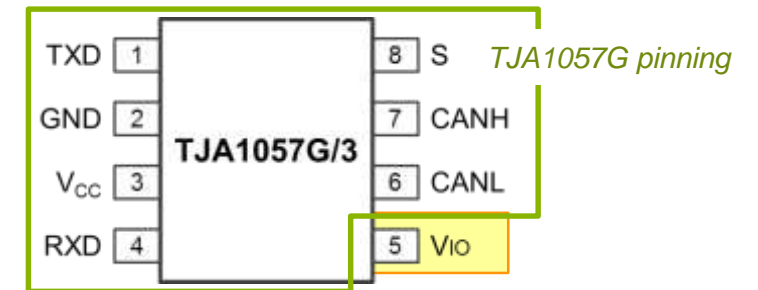 TXD 1 8 S TJA1057G pinning
GND 2 7 CANH
TJA1057G/3
VCC 3 6 CANL
RXD 4 5 VIO